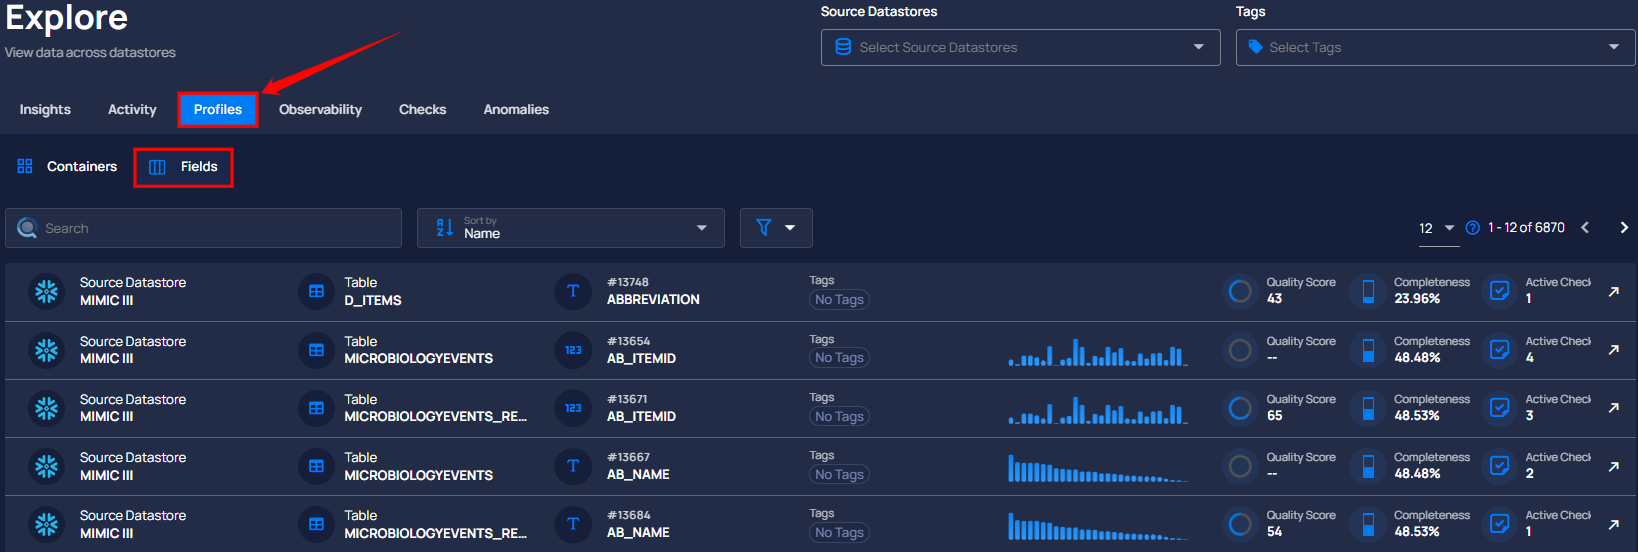 Explore
View data across datastores
Source Datastores
Select Source Datastores
Tags
Select Tags
Insights Activity Profiles Observability Checks Anomalies
Containers Fields
Search
Sort by
Name
12 1 - 12 of 6870
Source Datastore Table #13748 Tags Quality Score Completeness Active Check
MIMIC III D_ITEMS ABBREVIATION No Tags 43 23.96% 1
Source Datastore Table #13654 Tags Quality Score Completeness Active Check
MIMIC III MICROBIOLOGYEVENTS 123 AB_ITEMID No Tags -- 48.48% 4
Source Datastore Table #13671 Tags Quality Score Completeness Active Check
MIMIC III MICROBIOLOGYEVENTS_RE... 123 AB_ITEMID No Tags 65 48.53% 3
Source Datastore Table #13667 Tags Quality Score Completeness Active Check
MIMIC III MICROBIOLOGYEVENTS T AB_NAME No Tags -- 48.48% 2
Source Datastore Table #13684 Tags Quality Score Completeness Active Check
MIMIC III MICROBIOLOGYEVENTS_RE... T AB_NAME No Tags 54 48.53% 1